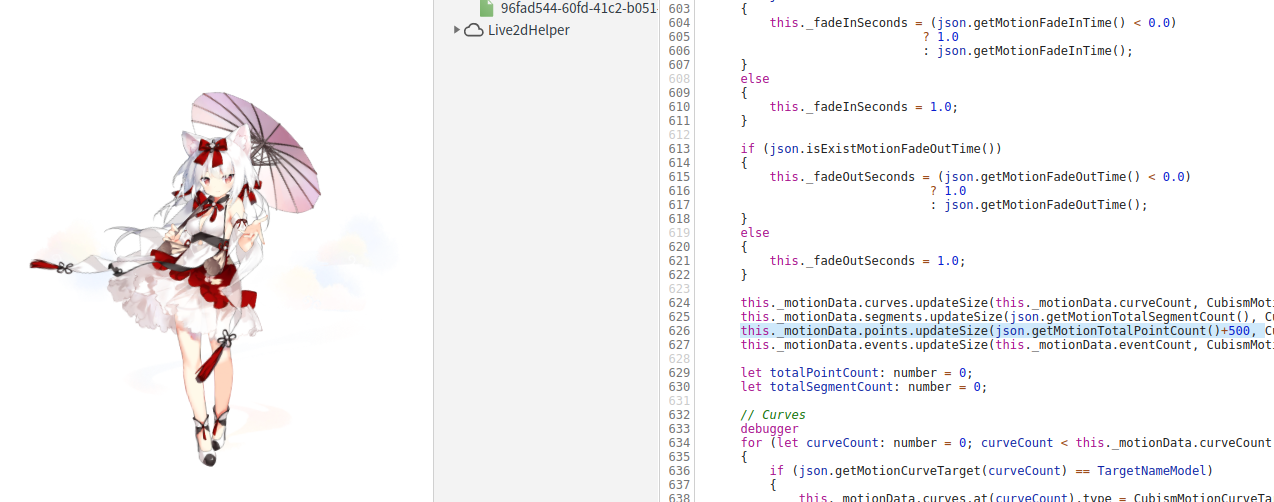 96fad544-60fd-41c2-b051-
Live2dHelper
603 {
604 this._fadeInSeconds = (json.getMotionFadeInTime() < 0.0)
605 ? 1.0
606 : json.getMotionFadeInTime();
607 }
608 else
609 {
610 this._fadeInSeconds = 1.0;
611 }
612
613 if (json.isExistMotionFadeOutTime())
614 {
615 this._fadeOutSeconds = (json.getMotionFadeOutTime() < 0.0)
616 ? 1.0
617 : json.getMotionFadeOutTime();
618 }
619 else
620 {
621 this._fadeOutSeconds = 1.0;
622 }
623
624 this._motionData.curves.updateSize(this._motionData.curveCount, CubismMot
625 this._motionData.segments.updateSize(json.getMotionTotalSegmentCount(), C
626 this._motionData.points.updateSize(json.getMotionTotalPointCount()+500, C
627 this._motionData.events.updateSize(this._motionData.eventCount, CubismMot
628
629 let totalPointCount: number = 0;
630 let totalSegmentCount: number = 0;
631
632 // Curves
633 debugger
634 for (let curveCount: number = 0; curveCount < this._motionData.curveCount
635 {
636 if (json.getMotionCurveTarget(curveCount) == TargetNameModel)
637 {
638 this._motionData.curves.at(curveCount).type = CubismMotionCurveTa